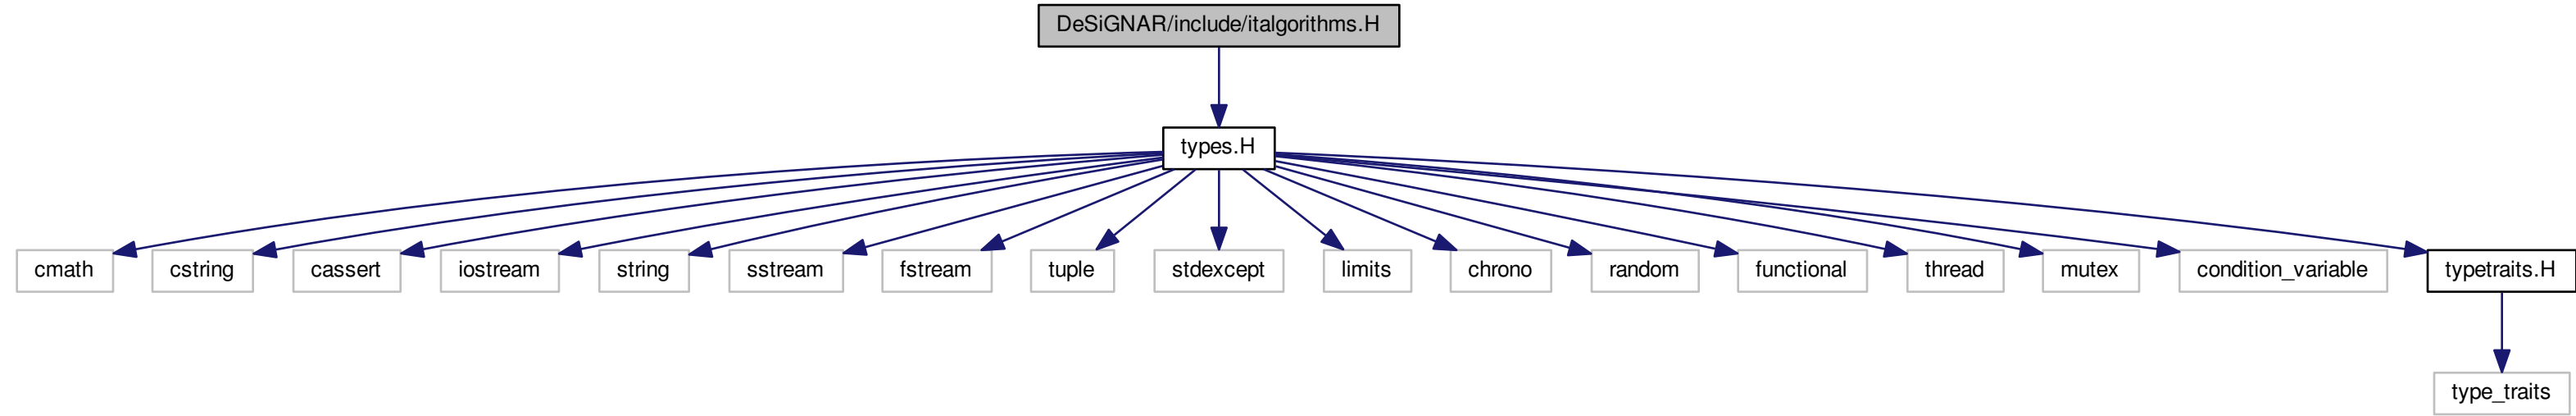 DeSiGNAR/include/italgorithms.H
types.H
cmath
cstring
cassert
iostream
string
sstream
fstream
tuple
stdexcept
limits
chrono
random
functional
thread
mutex
condition_variable
typetraits.H
type_traits